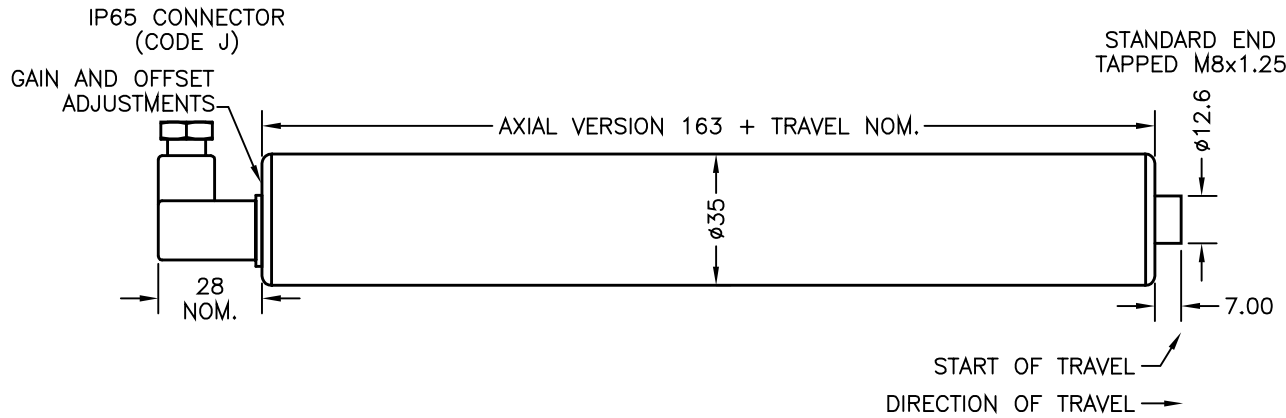 IP65 CONNECTOR
(CODE J)
GAIN AND OFFSET
ADJUSTMENTS
STANDARD END
TAPPED M8x1.25
AXIAL VERSION 163 + TRAVEL NOM.
ø12.6
ø35
28
NOM.
7.00
START OF TRAVEL
DIRECTION OF TRAVEL